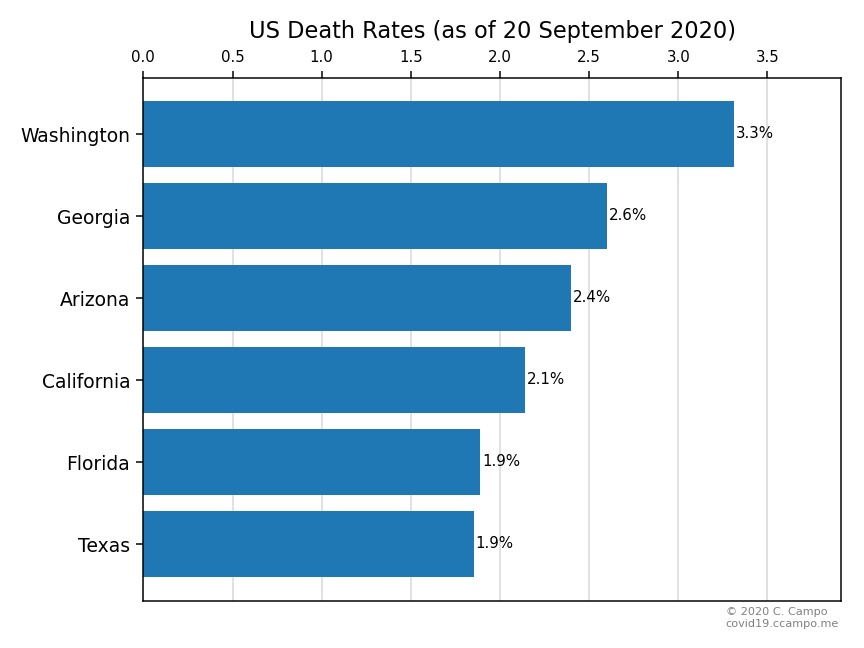 US Death Rates (as of 20 September 2020)
0.0 0.5 1.0 1.5 2.0 2.5 3.0 3.5
Washington 3.3%
Georgia 2.6%
Arizona 2.4%
California 2.1%
Florida 1.9%
Texas 1.9%
© 2020 C. Campo
covid19.ccampo.me